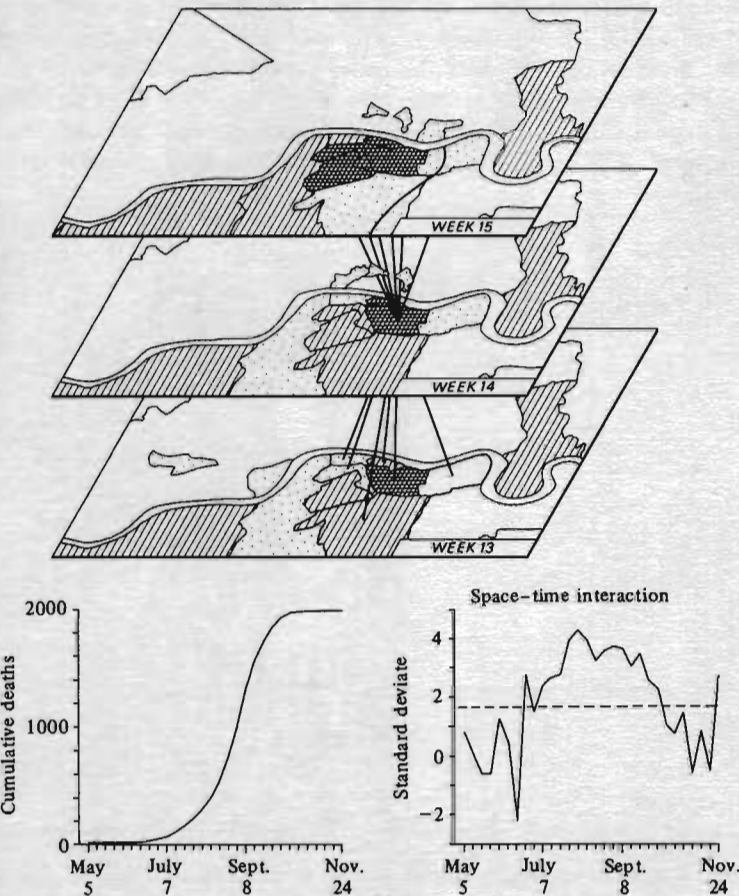 WEEK 15
WEEK 14
WEEK 13
Space-time interaction
2000
1000
0
Cumulative deaths
May
5
July
7
Sept.
8
Nov.
24
4
2
0
-2
Standard deviate
May
5
July
7
Sept.
8
Nov.
24